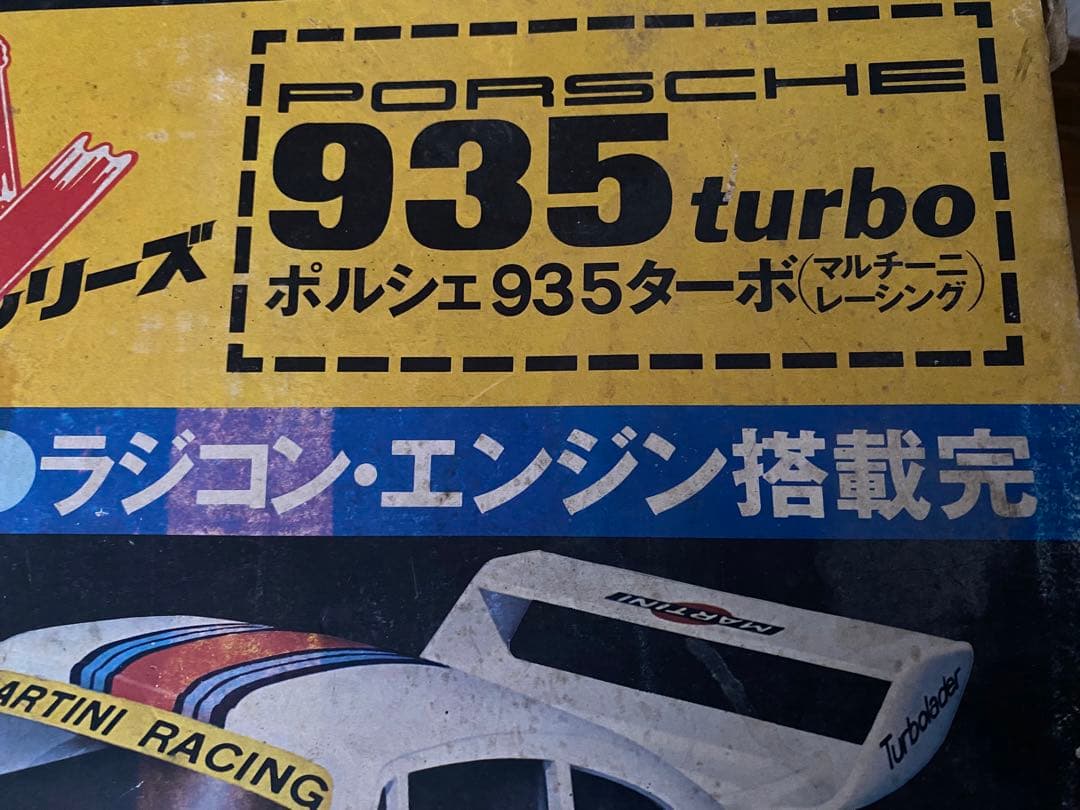 PORSCHE
935 turbo
ポルシェ935ターボ(マルチーニレーシング)
リーズ
ラジコン・エンジン搭載完
MARTINI
Turbolader
ARTINI RACING